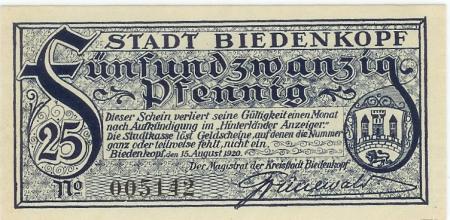 STADT BIEDENKOPF
Fünfundzwanzig
Pfennig
25
Dieser Schein verliert seine Gültigkeit einen Monat
nach Aufkündigung im "Hinterländer Anzeiger".
Die Stadtkasse löst Geldscheine, auf denen die Nummer
ganz oder teilweise fehlt, nicht ein.
Biedenkopf, den 15. August 1920.
Der Magistrat der Kreisstadt Biedenkopf
No 005142